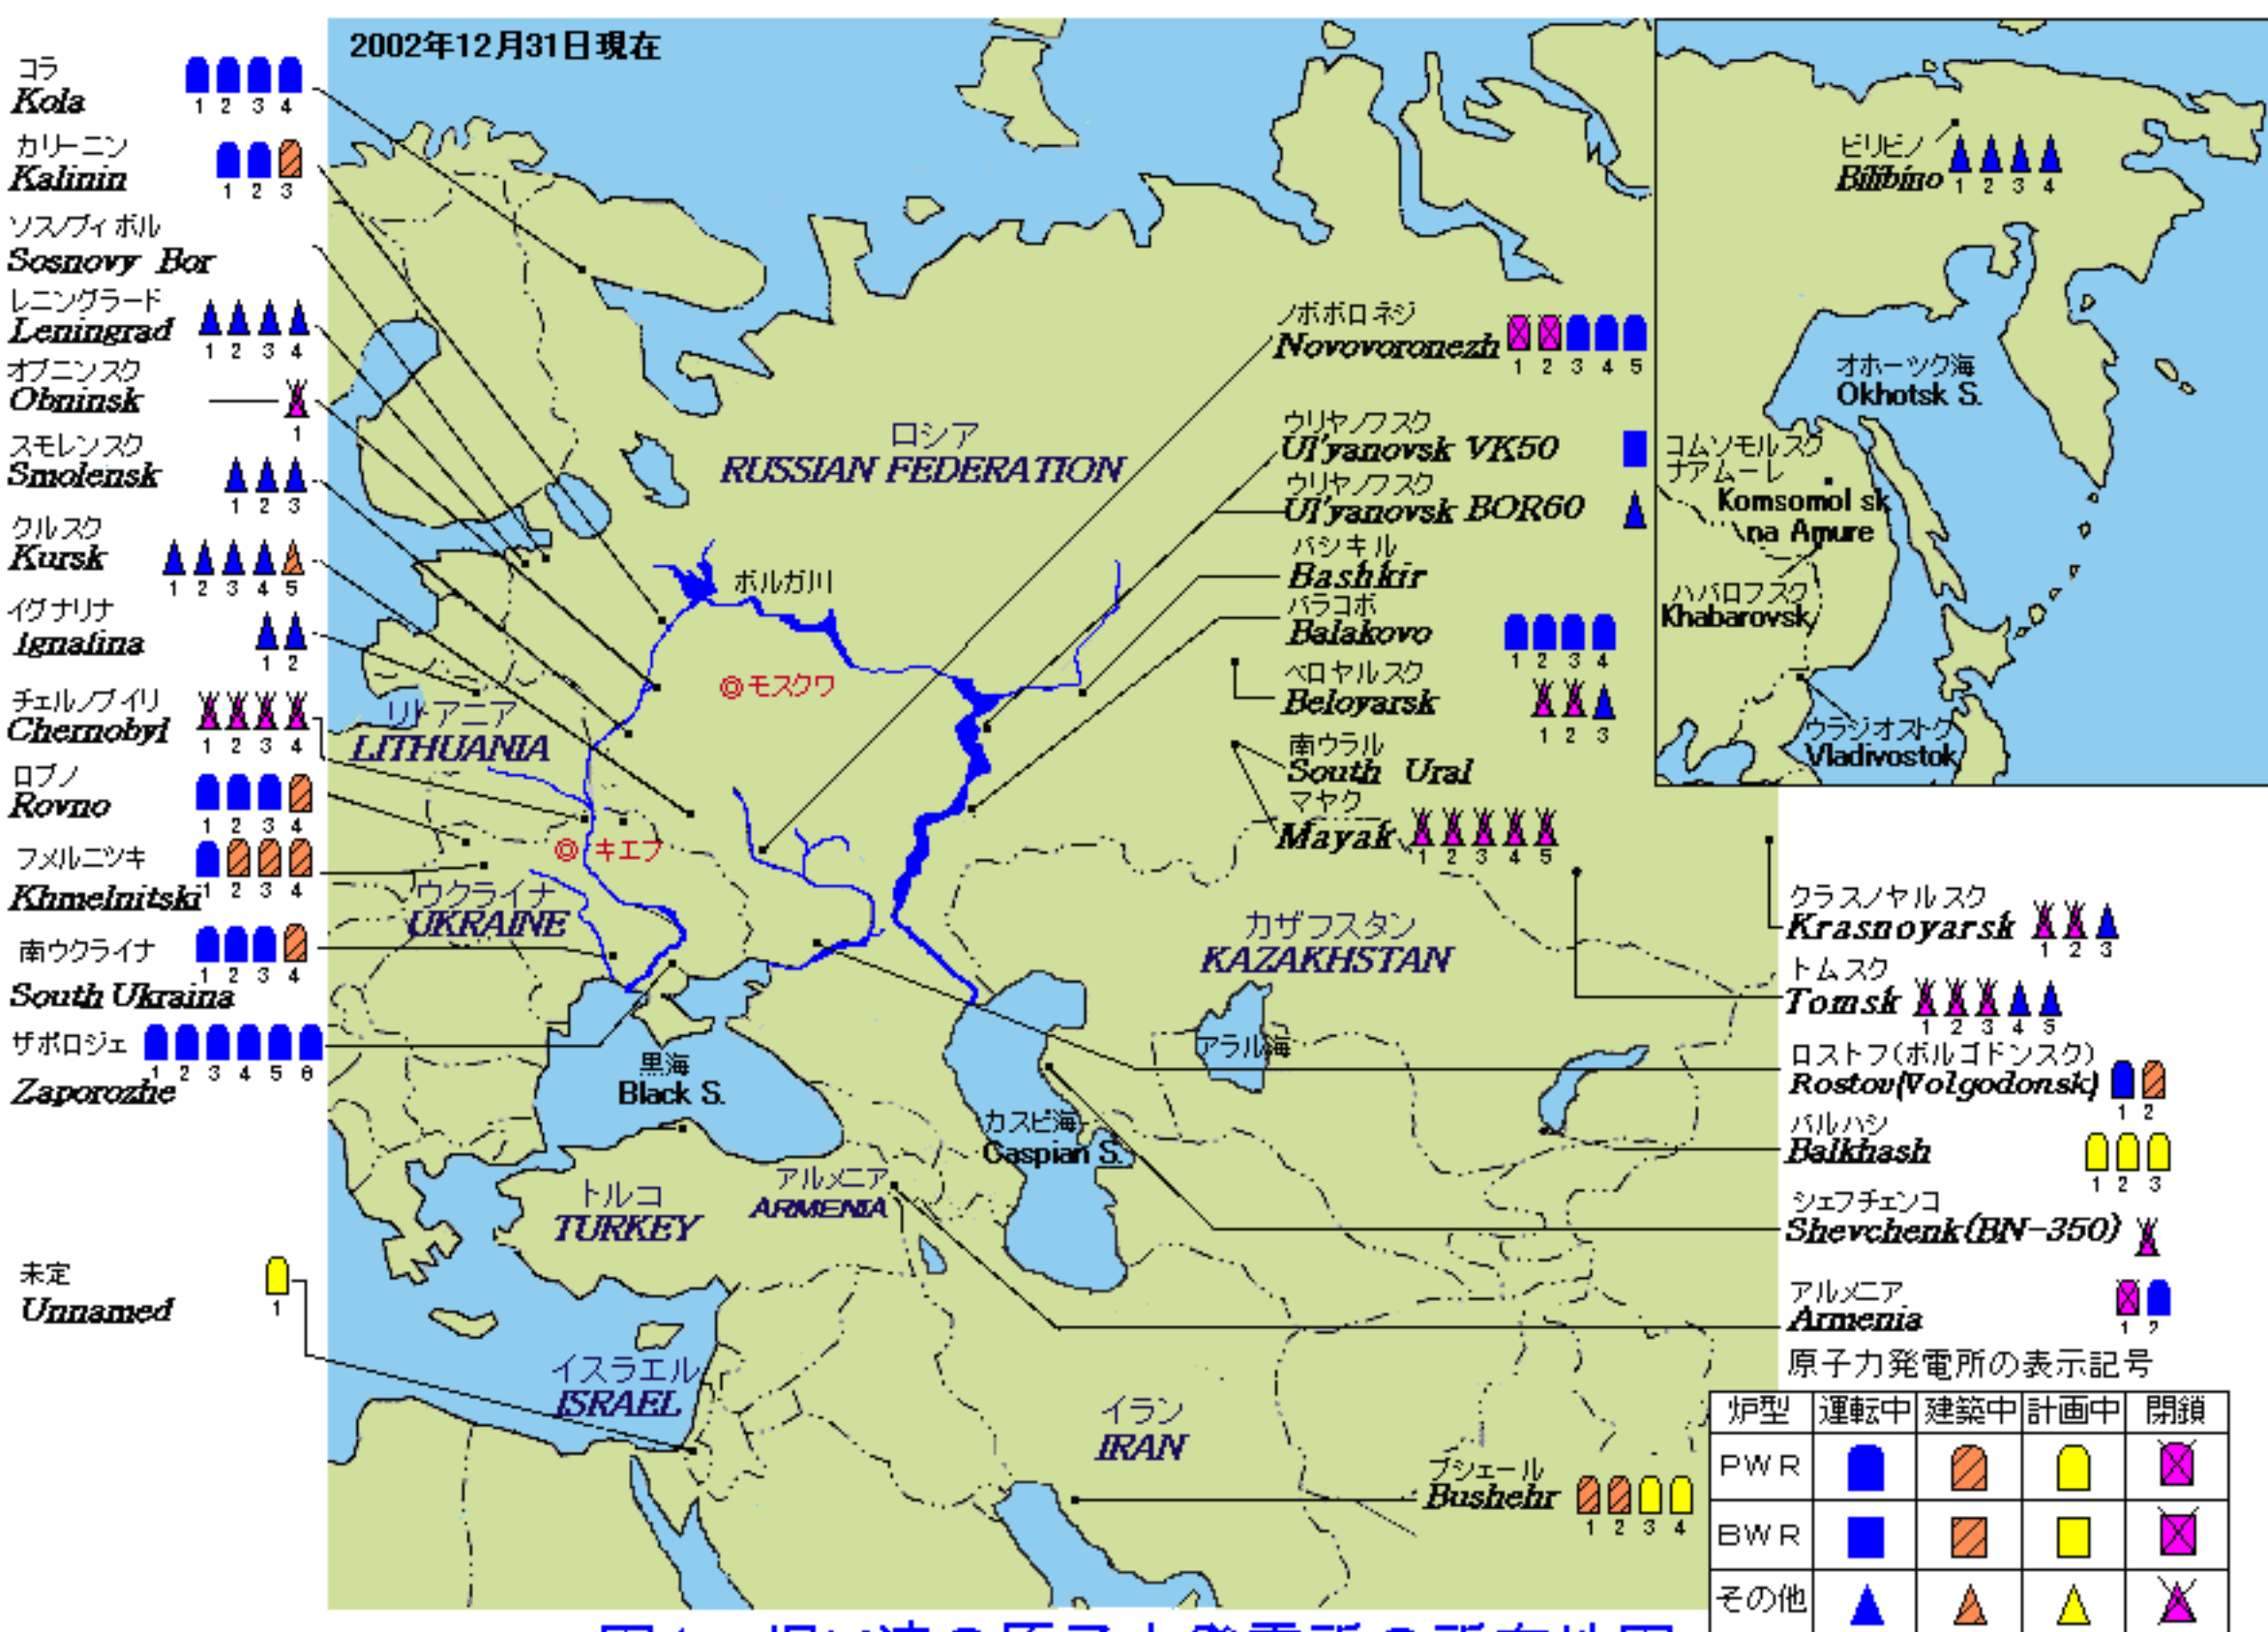 2002年12月31日現在
コラ
Kola
1 2 3 4
カリーニン
Kalinin
1 2 3
ソスノヴィボル
Sosnovy Bor
レニングラード
Leningrad
1 2 3 4
オブニンスク
Obninsk
1
スモレンスク
Smolensk
1 2 3
クルスク
Kursk
1 2 3 4 5
イグナリナ
Ignalina
1 2
チェルノブイリ
Chernobyl
1 2 3 4
ロブノ
Rovno
1 2 3 4
フメルニツキ
Khmelnitski
1 2 3 4
南ウクライナ
South Ukraina
1 2 3 4
ザポロジェ
Zaporozhe
1 2 3 4 5 6
未定
Unnamed
1
ロシア
RUSSIAN FEDERATION
ボルガ川
モスクワ
リトアニア
LITHUANIA
キエフ
ウクライナ
UKRAINE
黒海
Black S.
トルコ
TURKEY
アルメニア
ARMENIA
カスピ海
Caspian S.
アラル海
カザフスタン
KAZAKHSTAN
イスラエル
ISRAEL
イラン
IRAN
ノボボロネジ
Novovoronezh
1 2 3 4 5
ウリヤノフスク
Ul'yanovsk VK50
ウリヤノフスク
Ul'yanovsk BOR60
バシキル
Bashkir
バラコボ
Balakovo
1 2 3 4
ベロヤルスク
Beloyarsk
1 2 3
南ウラル
South Ural
マヤク
Mayak
1 2 3 4 5
ビリビノ
Bilibino
1 2 3 4
オホーツク海
Okhotsk S.
コムソモルスク
ナアムーレ
Komsomol sk
na Amure
ハバロフスク
Khabarovsk
ウラジオストク
Vladivostok
クラスノヤルスク
Krasnoyarsk
1 2 3
トムスク
Tomsk
1 2 3 4 5
ロストフ(ボルゴドンスク)
Rostov(Volgodonsk)
1 2
バルハシ
Balkhash
1 2 3
シェフチェンコ
Shevchenk(BN-350)
アルメニア
Armenia
1 2
ブシェール
Bushehr
1 2 3 4
原子力発電所の表示記号
炉型 運転中 建築中 計画中 閉鎖
PWR
BWR
その他